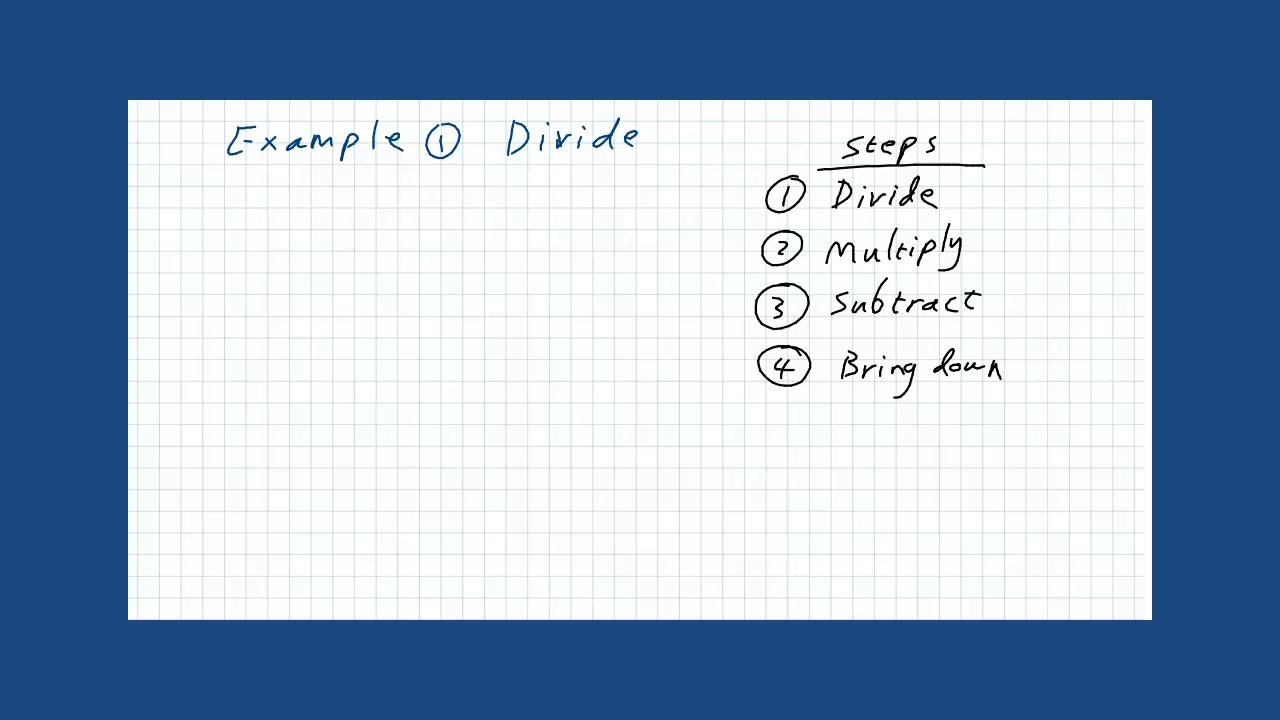 Example ① Divide
Steps
① Divide
② Multiply
③ Subtract
④ Bring down